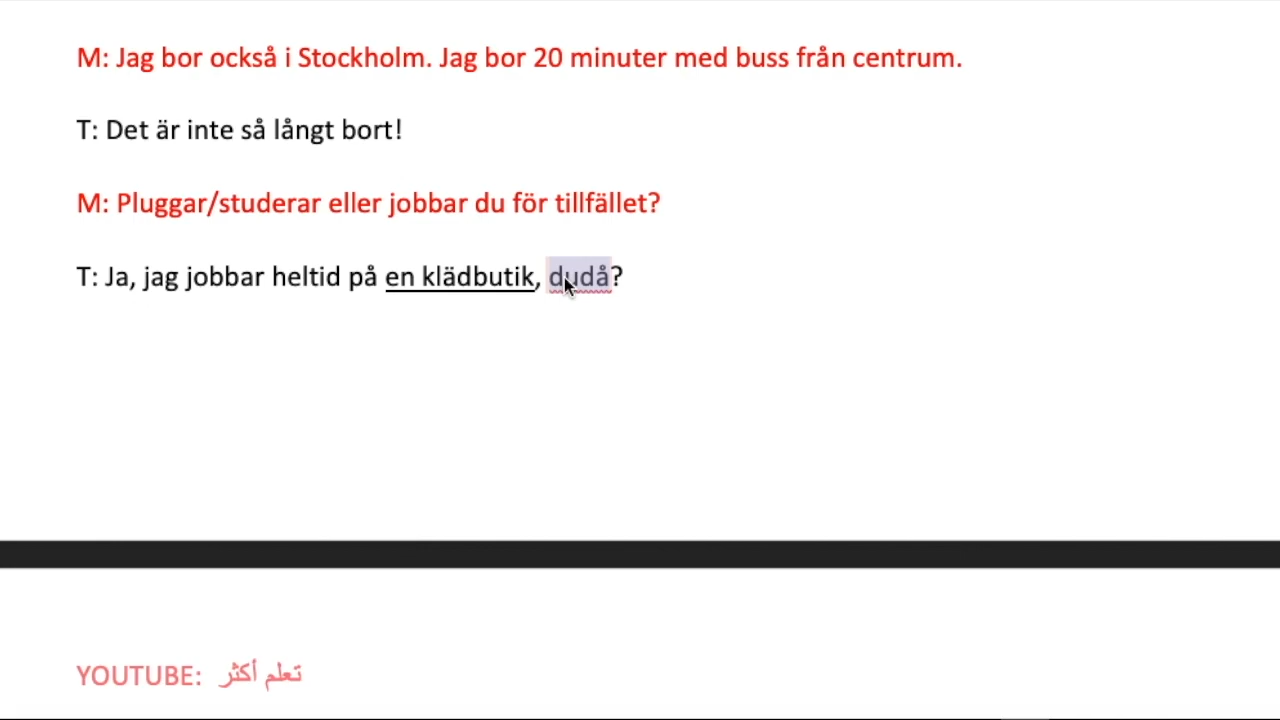 M: Jag bor också i Stockholm. Jag bor 20 minuter med buss från centrum.
T: Det är inte så långt bort!
M: Pluggar/studerar eller jobbar du för tillfället?
T: Ja, jag jobbar heltid på en klädbutik, dudå?
YOUTUBE: تعلم أكثر